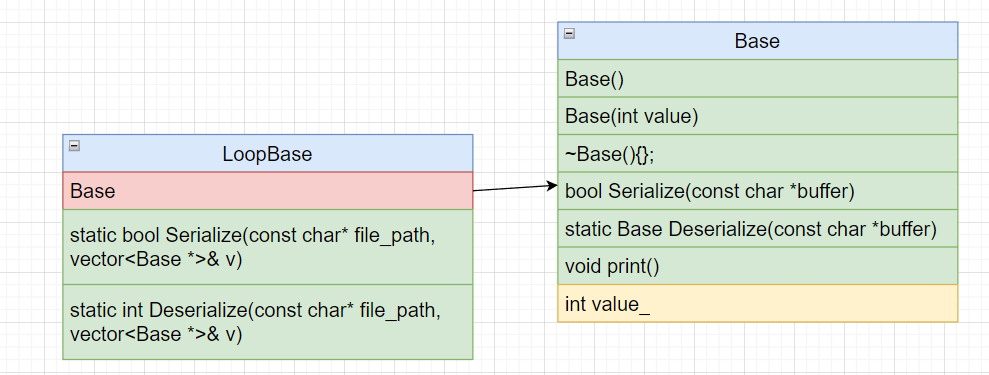 LoopBase
Base
static bool Serialize(const char* file_path,
vector<Base *>& v)
static int Deserialize(const char* file_path,
vector<Base *>& v)
Base
Base()
Base(int value)
~Base(){};
bool Serialize(const char *buffer)
static Base Deserialize(const char *buffer)
void print()
int value_